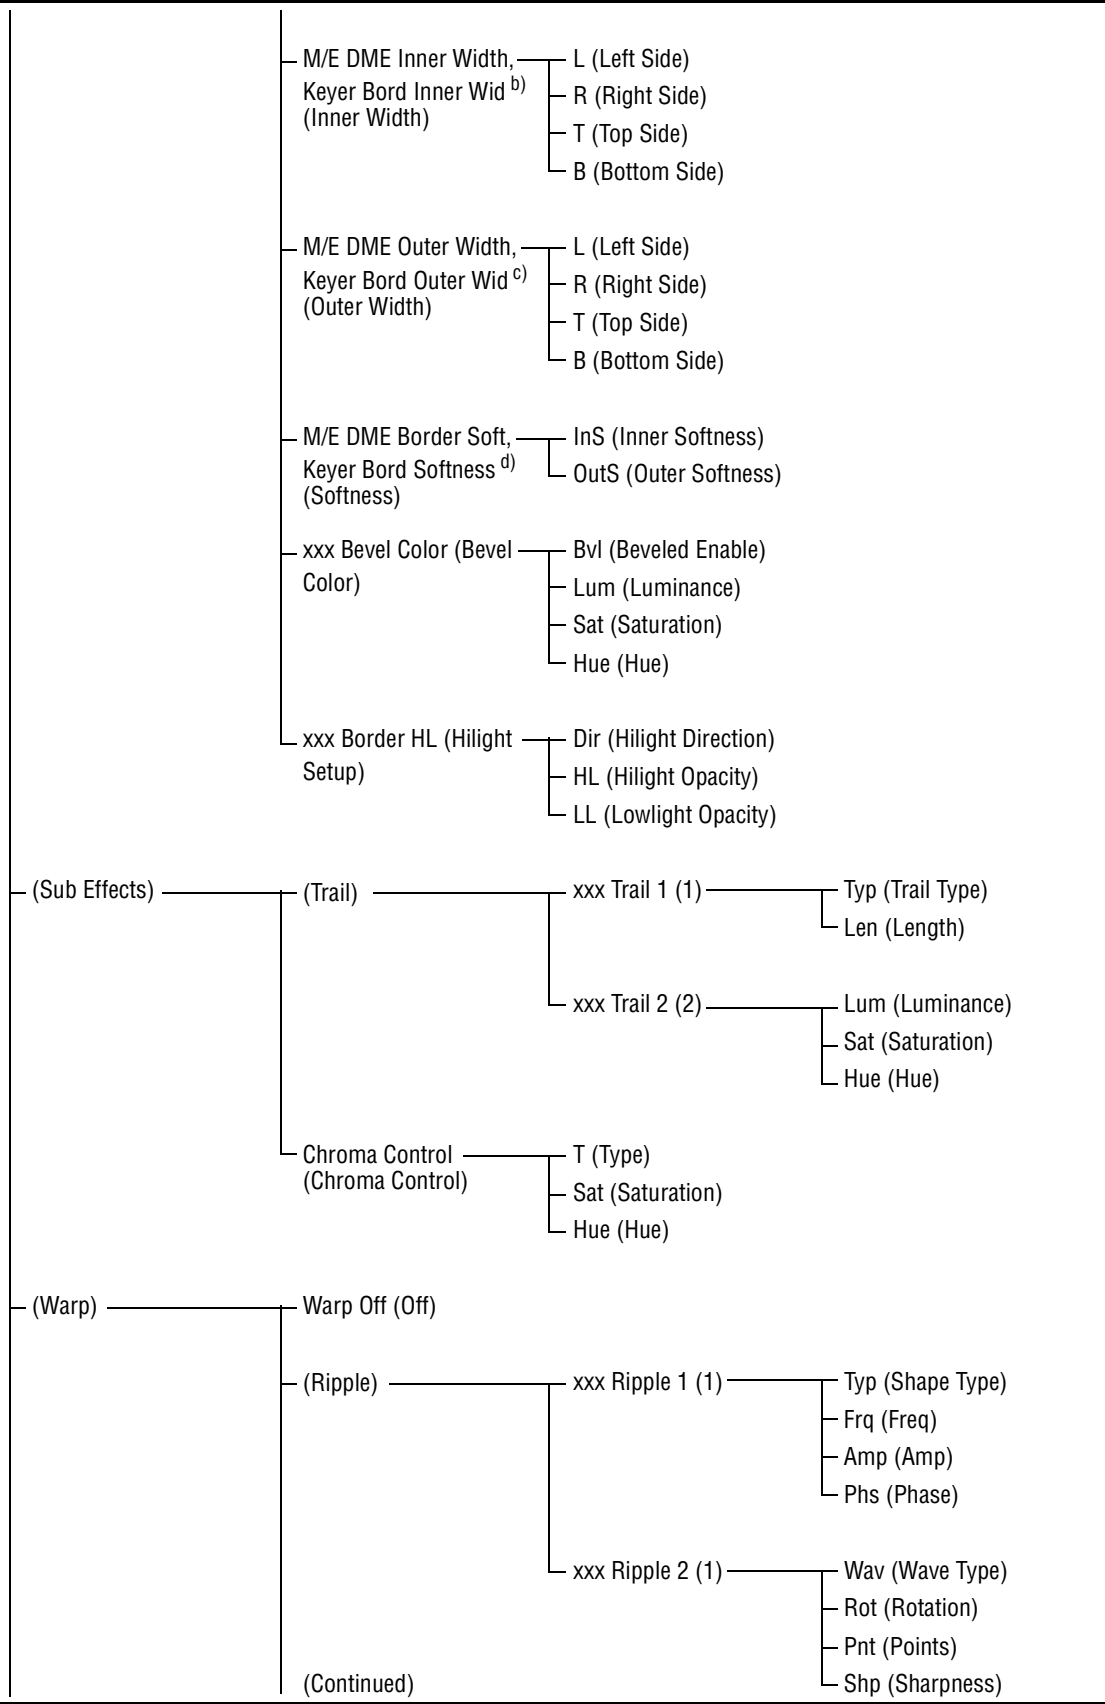 M/E DME Inner Width,
Keyer Bord Inner Wid b)
(Inner Width)
L (Left Side)
R (Right Side)
T (Top Side)
B (Bottom Side)
M/E DME Outer Width,
Keyer Bord Outer Wid c)
(Outer Width)
L (Left Side)
R (Right Side)
T (Top Side)
B (Bottom Side)
M/E DME Border Soft,
Keyer Bord Softness d)
(Softness)
InS (Inner Softness)
OutS (Outer Softness)
xxx Bevel Color (Bevel
Color)
Bvl (Beveled Enable)
Lum (Luminance)
Sat (Saturation)
Hue (Hue)
xxx Border HL (Hilight
Setup)
Dir (Hilight Direction)
HL (Hilight Opacity)
LL (Lowlight Opacity)
(Sub Effects)
(Trail)
xxx Trail 1 (1)
Typ (Trail Type)
Len (Length)
xxx Trail 2 (2)
Lum (Luminance)
Sat (Saturation)
Hue (Hue)
Chroma Control
(Chroma Control)
T (Type)
Sat (Saturation)
Hue (Hue)
(Warp)
Warp Off (Off)
(Ripple)
xxx Ripple 1 (1)
Typ (Shape Type)
Frq (Freq)
Amp (Amp)
Phs (Phase)
xxx Ripple 2 (1)
Wav (Wave Type)
Rot (Rotation)
Pnt (Points)
Shp (Sharpness)
(Continued)